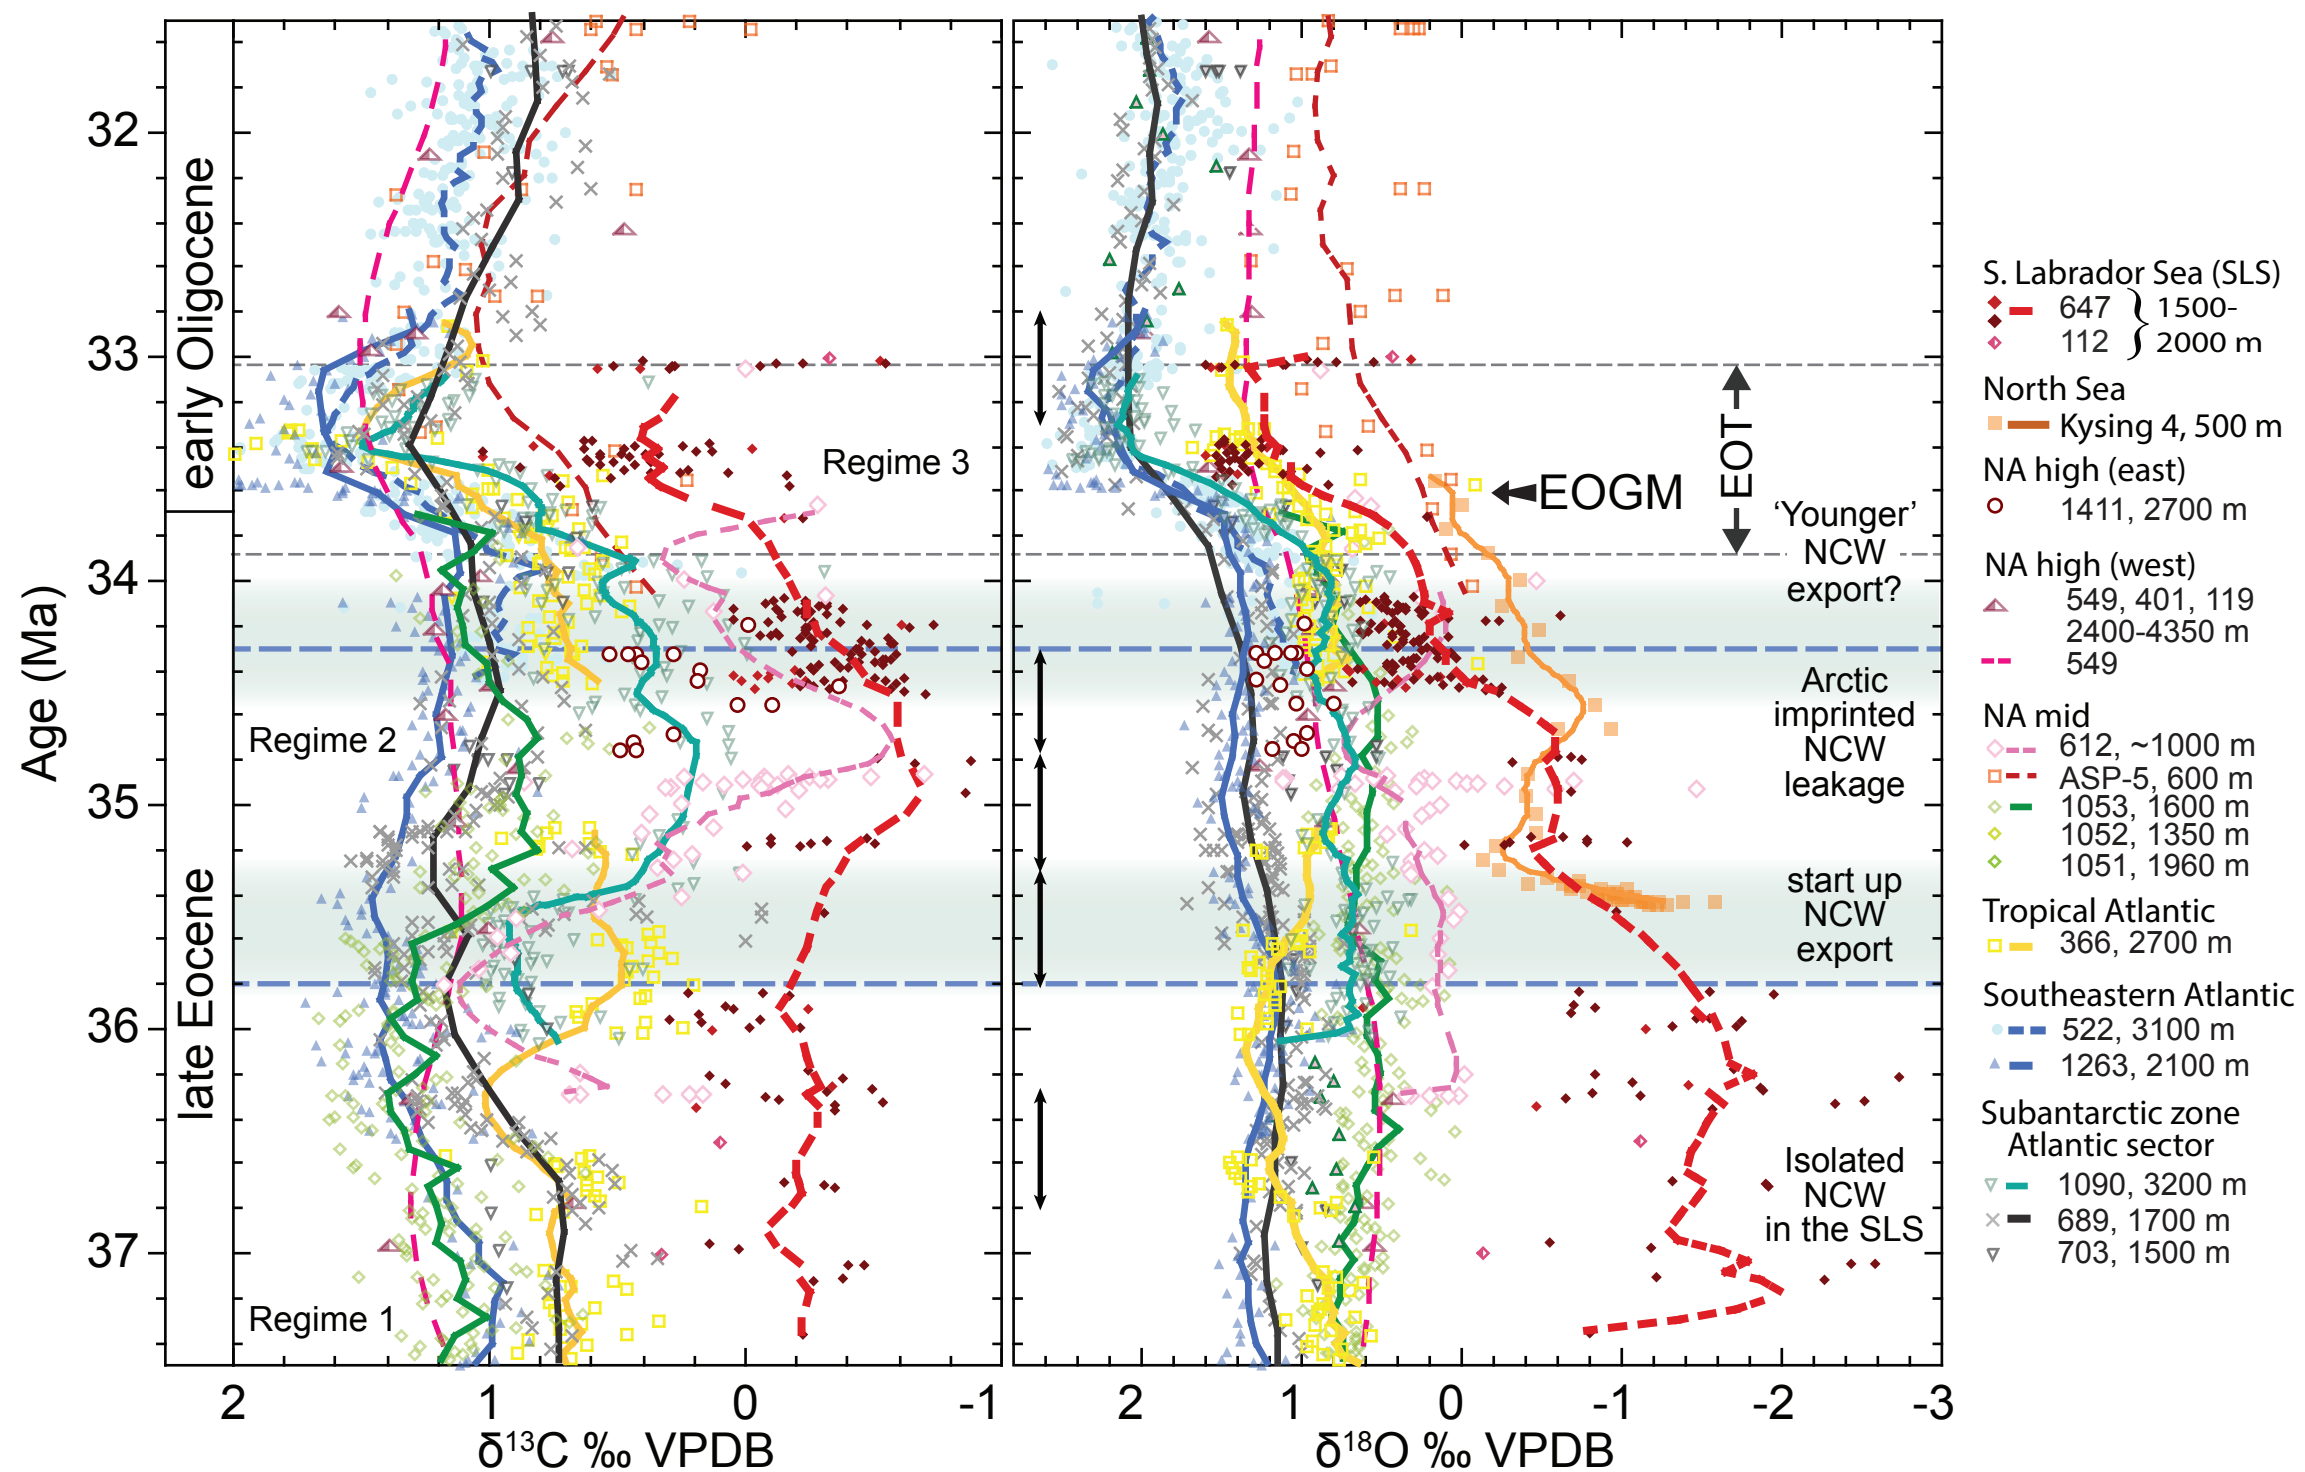 Age (Ma)
32
33
34
35
36
37
early Oligocene
late Eocene
Regime 3
Regime 2
Regime 1
2
1
0
-1
δ¹³C ‰ VPDB
EOGM
EOT
‘Younger’
NCW
export?
Arctic
imprinted
NCW
leakage
start up
NCW
export
Isolated
NCW
in the SLS
2
1
0
-1
-2
-3
δ¹⁸O ‰ VPDB
S. Labrador Sea (SLS)
647 } 1500-
112 2000 m
North Sea
Kysing 4, 500 m
NA high (east)
1411, 2700 m
NA high (west)
549, 401, 119
2400-4350 m
549
NA mid
612, ~1000 m
ASP-5, 600 m
1053, 1600 m
1052, 1350 m
1051, 1960 m
Tropical Atlantic
366, 2700 m
Southeastern Atlantic
522, 3100 m
1263, 2100 m
Subantarctic zone
Atlantic sector
1090, 3200 m
689, 1700 m
703, 1500 m